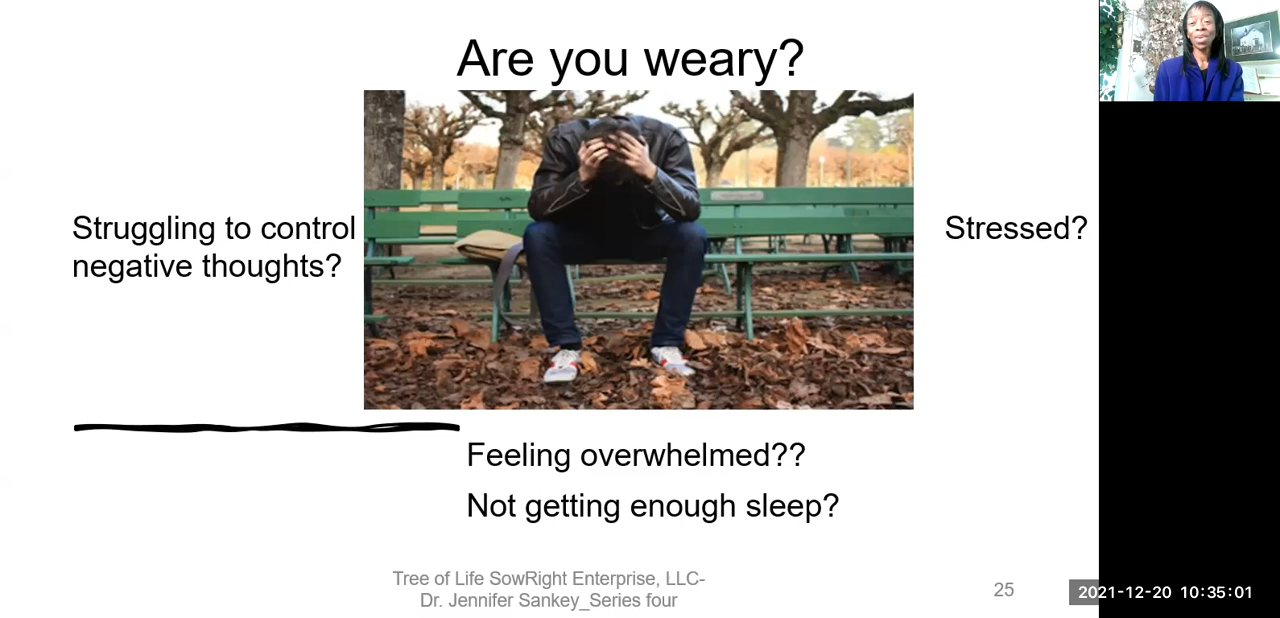 Are you weary?
Struggling to control
negative thoughts?
Stressed?
Feeling overwhelmed??
Not getting enough sleep?
Tree of Life SowRight Enterprise, LLC-
Dr. Jennifer Sankey_Series four
25
2021-12-20 10:35:01